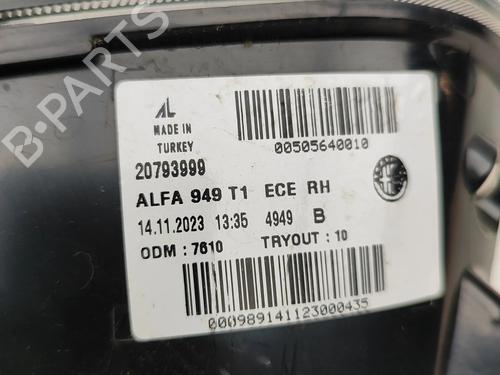 B-PARTS
AL
MADE IN
TURKEY
00505640010
20793999
ALFA 949 T1 ECE RH
14.11.2023 13:35 4949 B
ODM : 7610 TRYOUT : 10
000989141123000435